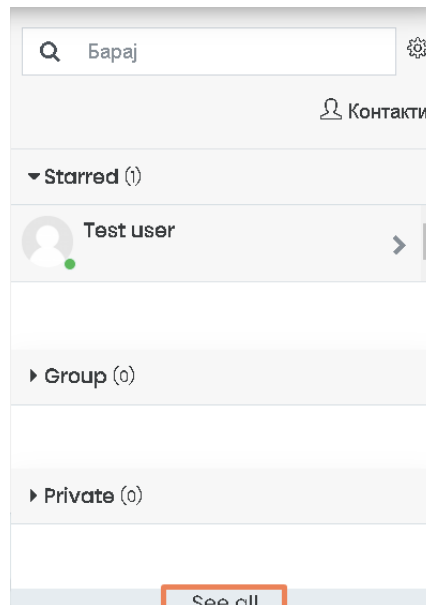 Барај
Контакти
Starred (1)
Test user
Group (0)
Private (0)
See all